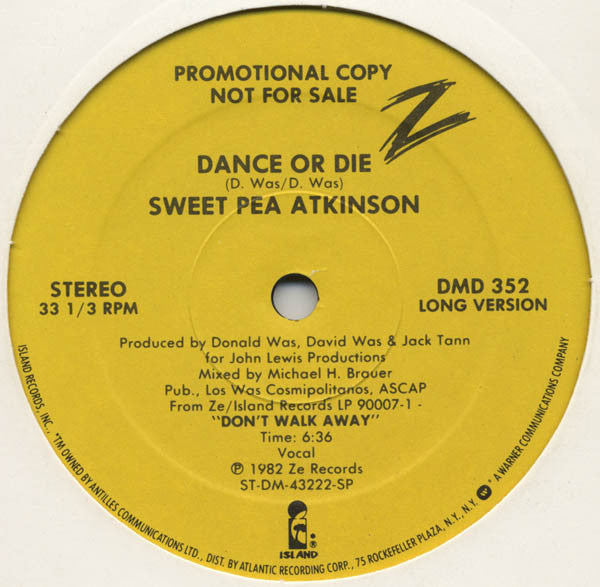 PROMOTIONAL COPY
NOT FOR SALE
Z
DANCE OR DIE
(D. Was/D. Was)
SWEET PEA ATKINSON
STEREO
33 1/3 RPM
DMD 352
LONG VERSION
Produced by Donald Was, David Was & Jack Tann
for John Lewis Productions
Mixed by Michael H. Brauer
Pub., Los Was Cosmipolitanos, ASCAP
From Ze/Island Records LP 90007-1 -
"DON'T WALK AWAY"
Time: 6:36
Vocal
℗ 1982 Ze Records
ST-DM-43222-SP
ISLAND®
ISLAND RECORDS, INC., *TM OWNED BY ANTILLES COMMUNICATIONS LTD., DIST. BY ATLANTIC RECORDING CORP., 75 ROCKEFELLER PLAZA, N.Y., N.Y. W A WARNER COMMUNICATIONS COMPANY